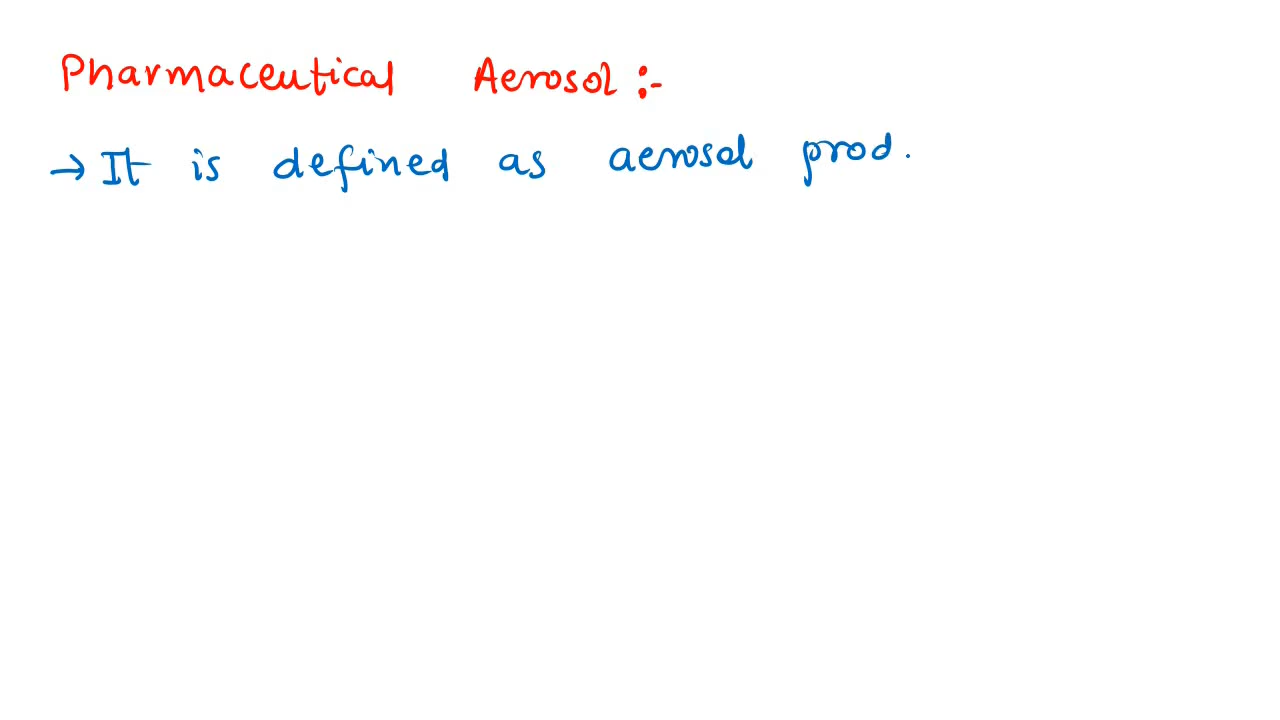 Pharmaceutical Aerosol :-
→ It is defined as aerosol prod.